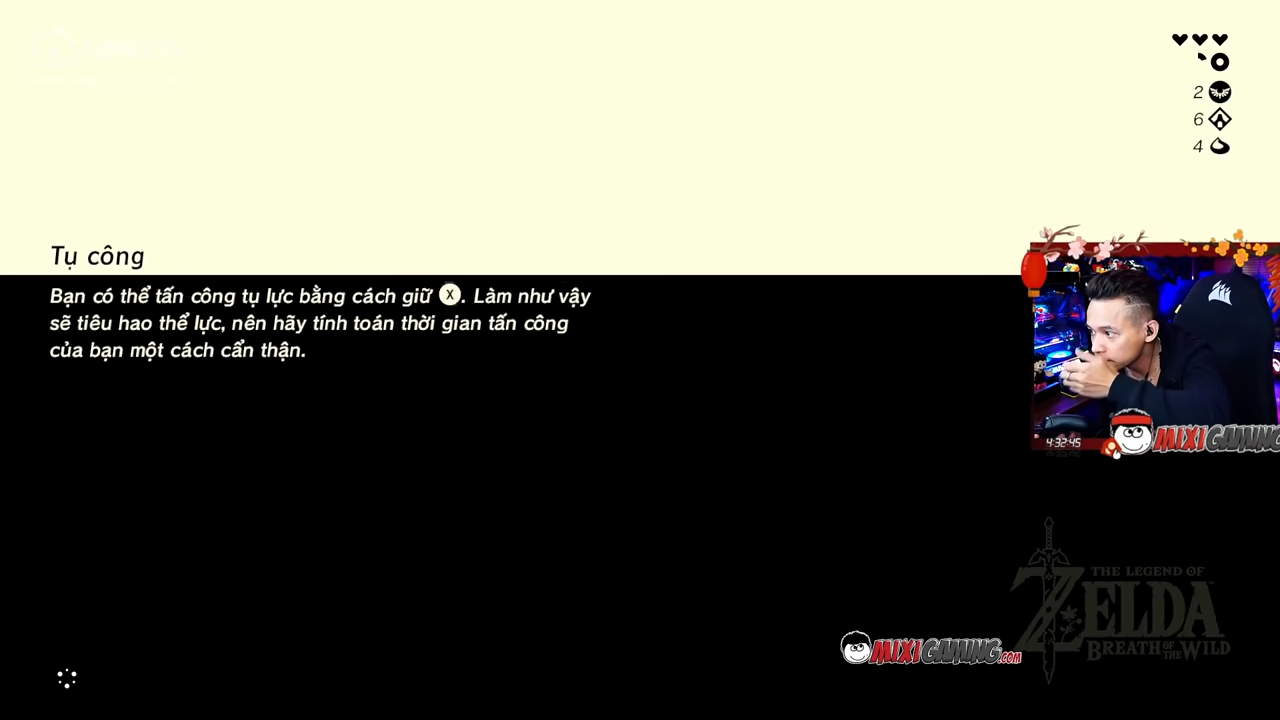 2
6
4
Tụ công
Bạn có thể tấn công tụ lực bằng cách giữ X. Làm như vậy
sẽ tiêu hao thể lực, nên hãy tính toán thời gian tấn công
của bạn một cách cẩn thận.
4:32:45
MIXIGAMING
THE LEGEND OF
ZELDA
BREATH OF THE WILD
MIXIGAMING.COM